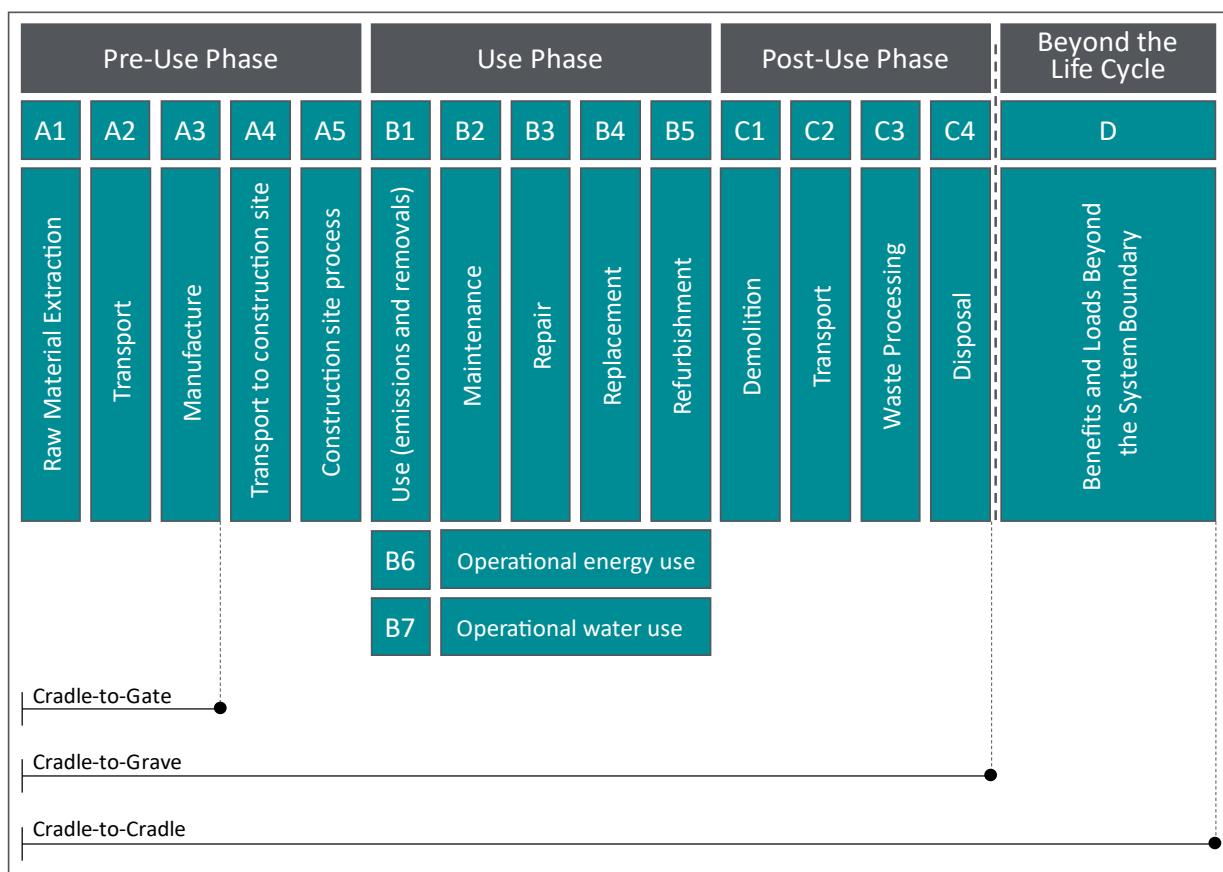 Pre-Use Phase
Use Phase
Post-Use Phase
Beyond the
Life Cycle
A1
A2
A3
A4
A5
B1
B2
B3
B4
B5
C1
C2
C3
C4
D
Raw Material Extraction
Transport
Manufacture
Transport to construction site
Construction site process
Use (emissions and removals)
Maintenance
Repair
Replacement
Refurbishment
Demolition
Transport
Waste Processing
Disposal
Benefits and Loads Beyond
the System Boundary
B6
Operational energy use
B7
Operational water use
Cradle-to-Gate
Cradle-to-Grave
Cradle-to-Cradle